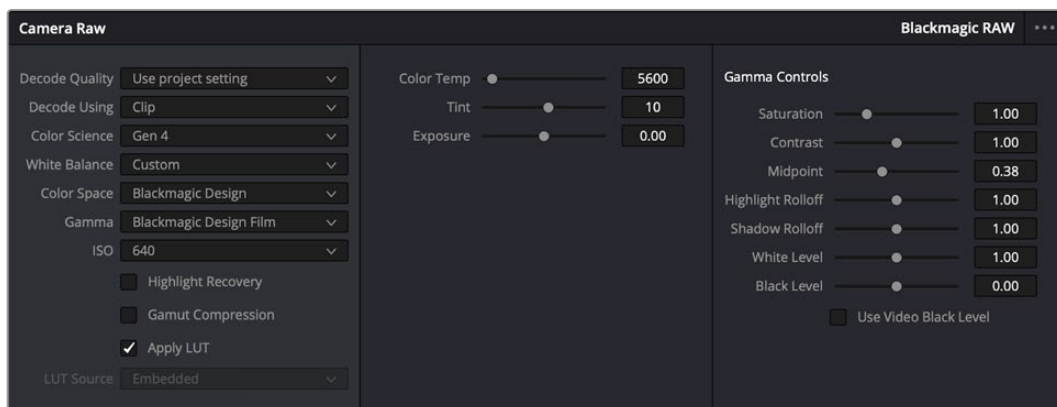 Camera Raw
Blackmagic RAW
Decode Quality Use project setting
Decode Using Clip
Color Science Gen 4
White Balance Custom
Color Space Blackmagic Design
Gamma Blackmagic Design Film
ISO 640
Highlight Recovery
Gamut Compression
Apply LUT
LUT Source Embedded
Color Temp 5600
Tint 10
Exposure 0.00
Gamma Controls
Saturation 1.00
Contrast 1.00
Midpoint 0.38
Highlight Rolloff 1.00
Shadow Rolloff 1.00
White Level 1.00
Black Level 0.00
Use Video Black Level